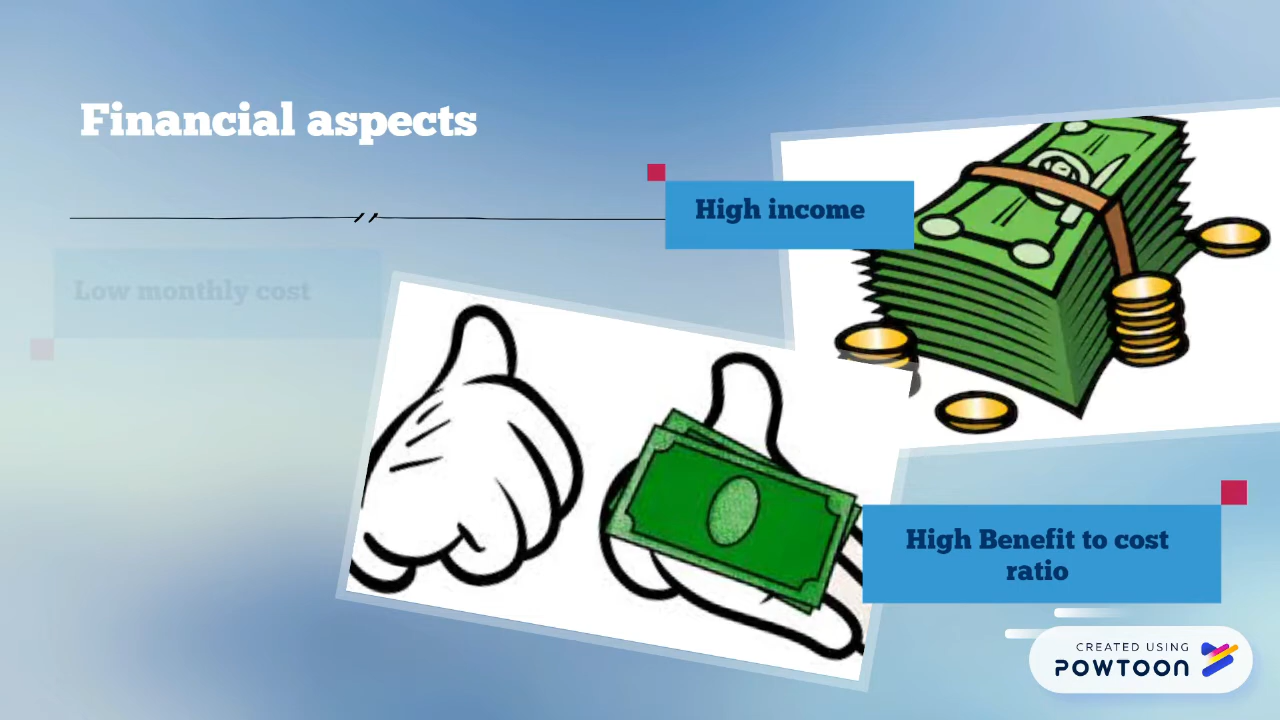 Financial aspects
High income
Low monthly cost
High Benefit to cost
ratio
CREATED USING
POWTOON